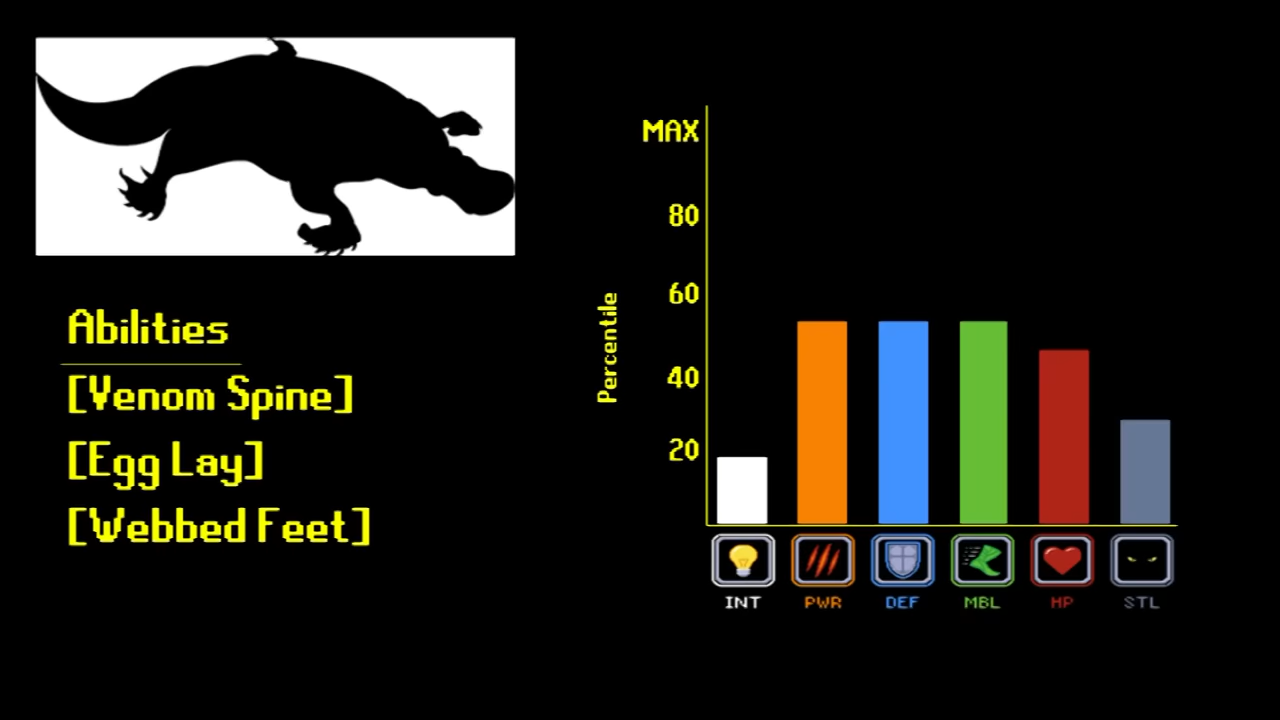 Abilities
[Venom Spine]
[Egg Lay]
[Webbed Feet]
Percentile
MAX
80
60
40
20
INT PWR DEF MBL HP STL